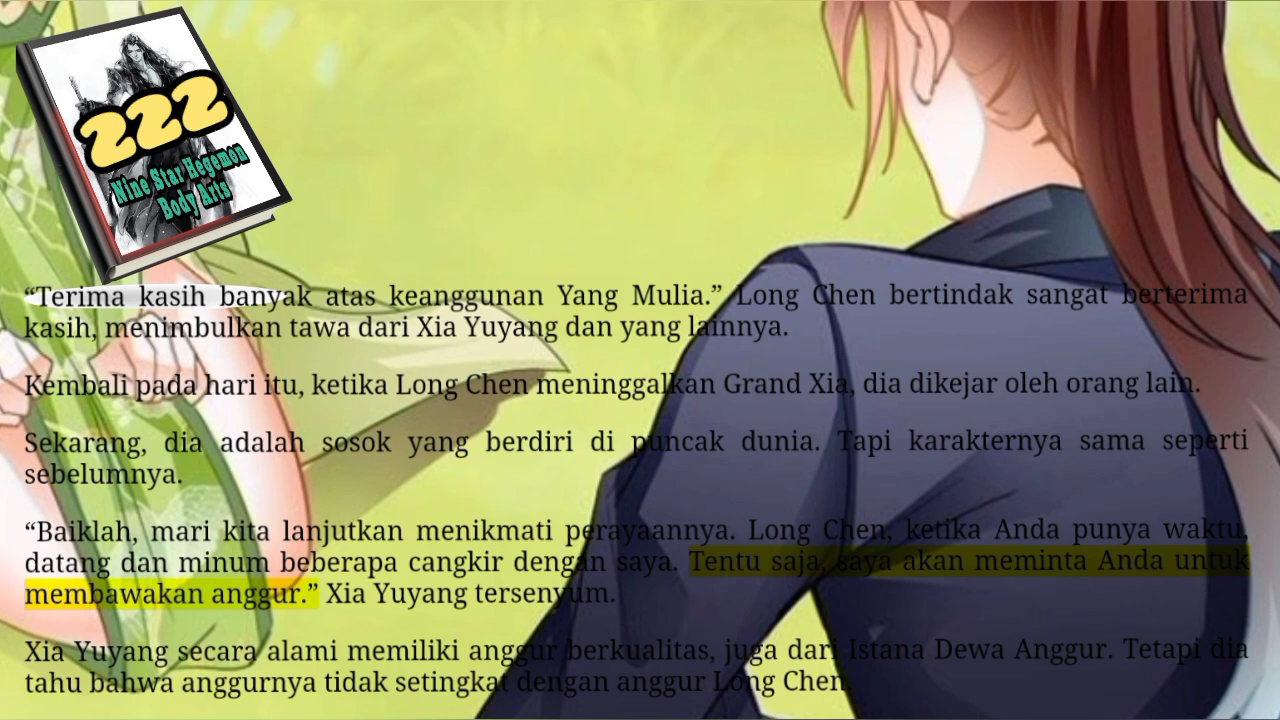 222
Nine Star Hegemon
Body Arts
“Terima kasih banyak atas keanggunan Yang Mulia.” Long Chen bertindak sangat berterima
kasih, menimbulkan tawa dari Xia Yuyang dan yang lainnya.
Kembali pada hari itu, ketika Long Chen meninggalkan Grand Xia, dia dikejar oleh orang lain.
Sekarang, dia adalah sosok yang berdiri di puncak dunia. Tapi karakternya sama seperti
sebelumnya.
“Baiklah, mari kita lanjutkan menikmati perayaannya. Long Chen, ketika Anda punya waktu,
datang dan minum beberapa cangkir dengan saya. Tentu saja, saya akan meminta Anda untuk
membawakan anggur.” Xia Yuyang tersenyum.
Xia Yuyang secara alami memiliki anggur berkualitas, juga dari Istana Dewa Anggur. Tetapi dia
tahu bahwa anggurnya tidak setingkat dengan anggur Long Chen.